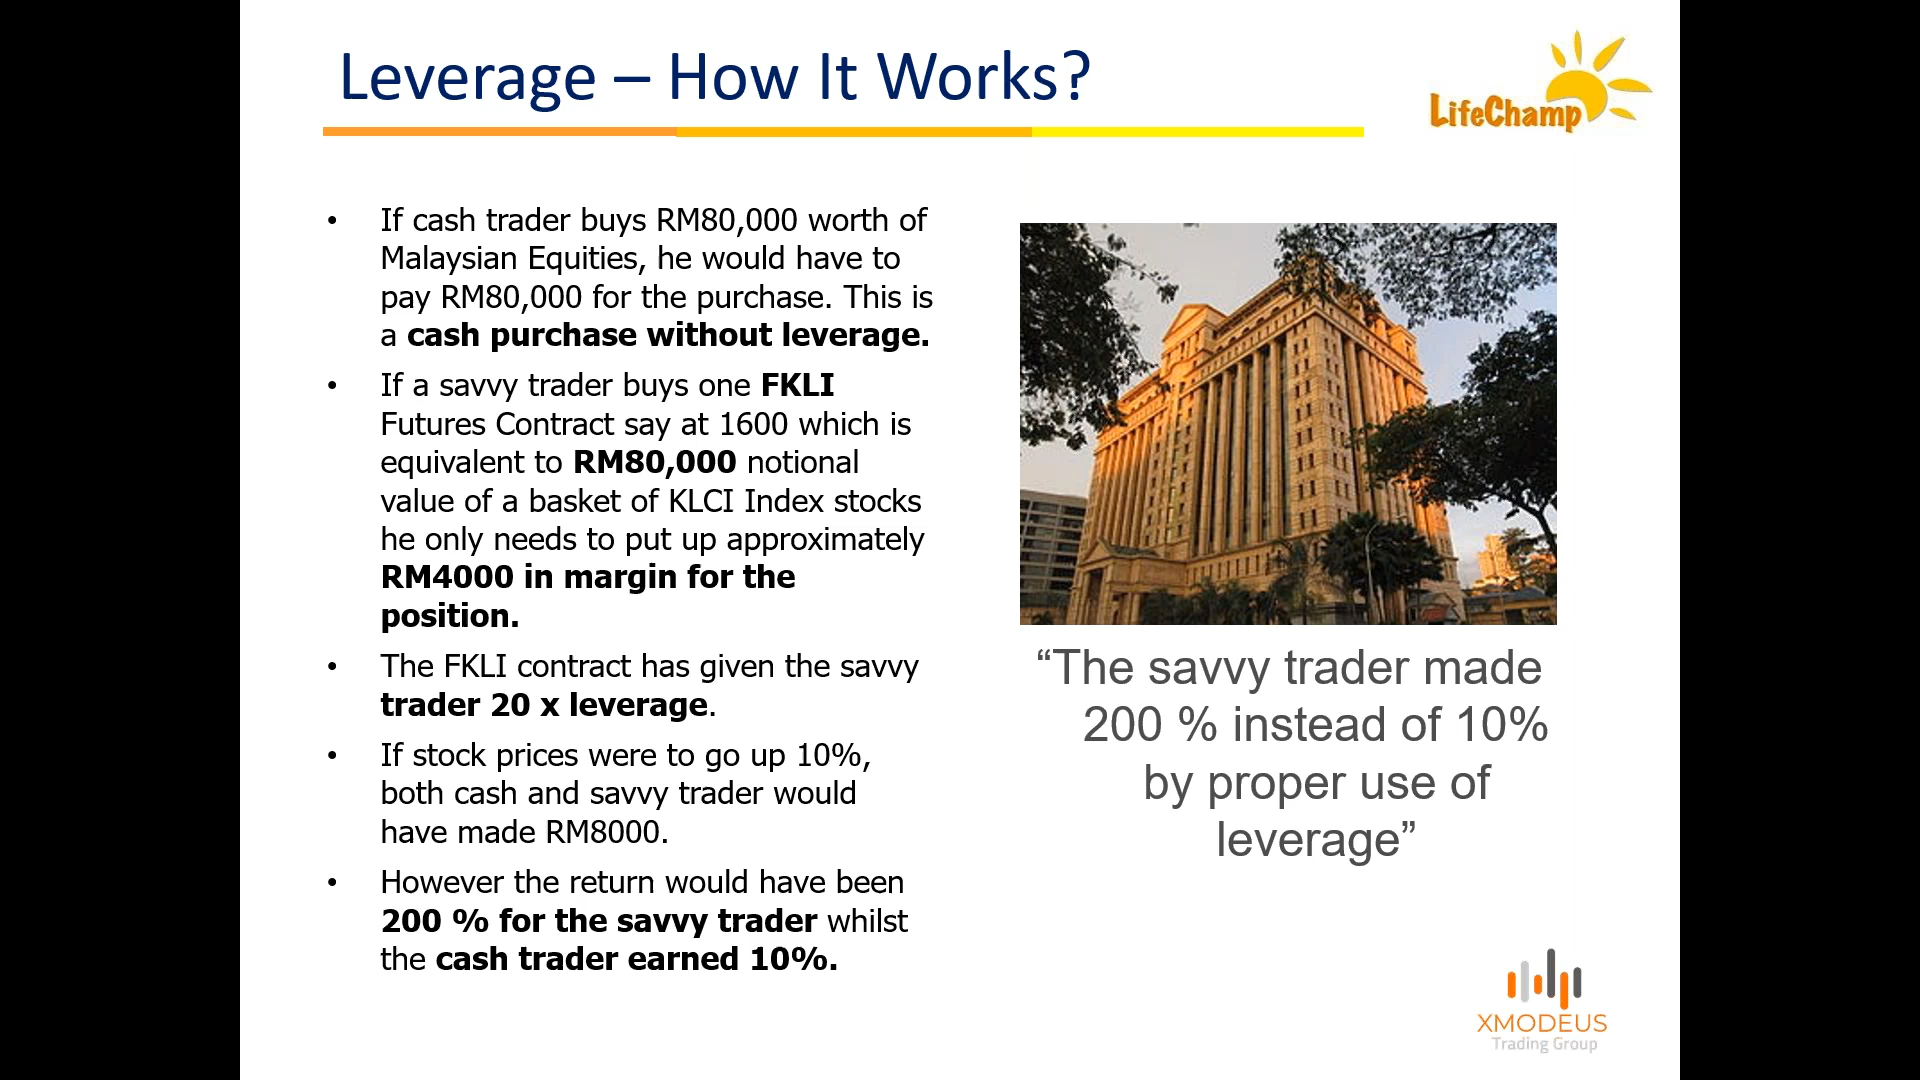 Leverage – How It Works?
LifeChamp
• If cash trader buys RM80,000 worth of
Malaysian Equities, he would have to
pay RM80,000 for the purchase. This is
a cash purchase without leverage.
• If a savvy trader buys one FKLI
Futures Contract say at 1600 which is
equivalent to RM80,000 notional
value of a basket of KLCI Index stocks
he only needs to put up approximately
RM4000 in margin for the
position.
• The FKLI contract has given the savvy
trader 20 x leverage.
• If stock prices were to go up 10%,
both cash and savvy trader would
have made RM8000.
• However the return would have been
200 % for the savvy trader whilst
the cash trader earned 10%.
“The savvy trader made
200 % instead of 10%
by proper use of
leverage”
XMODEUS
Trading Group